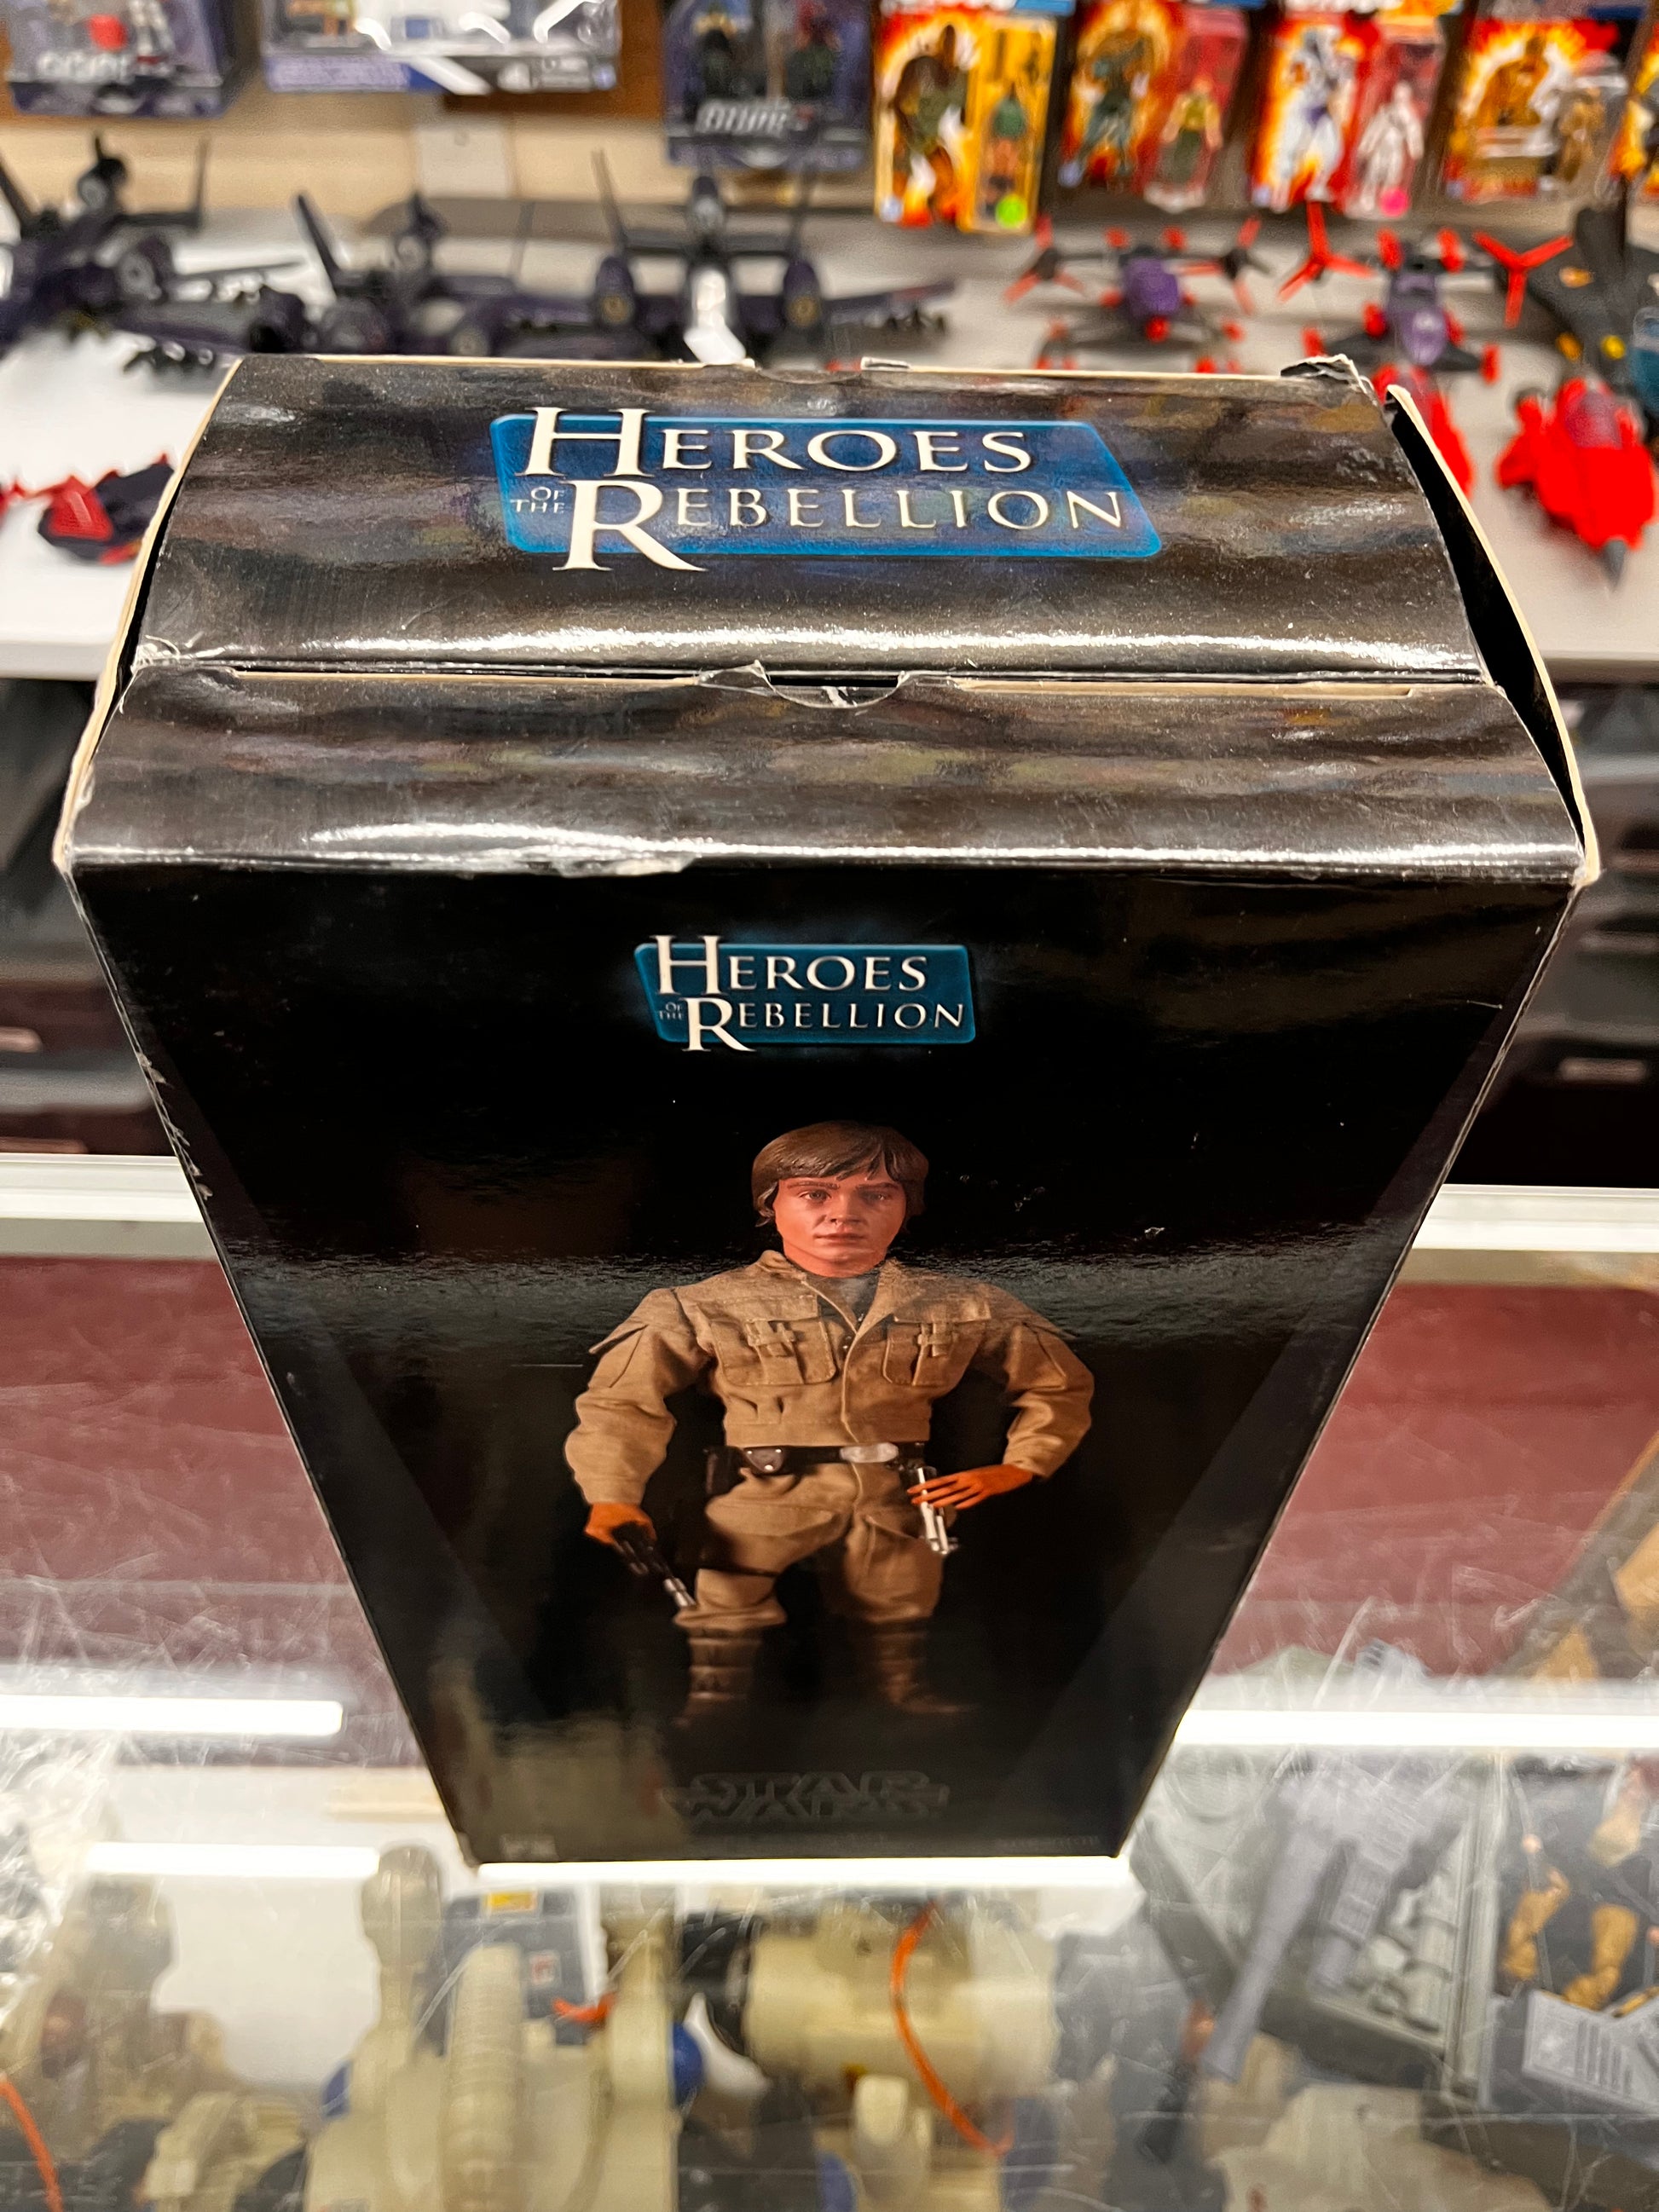 HEROES
OF THE REBELLION
HEROES
OF THE REBELLION
STAR
WARS